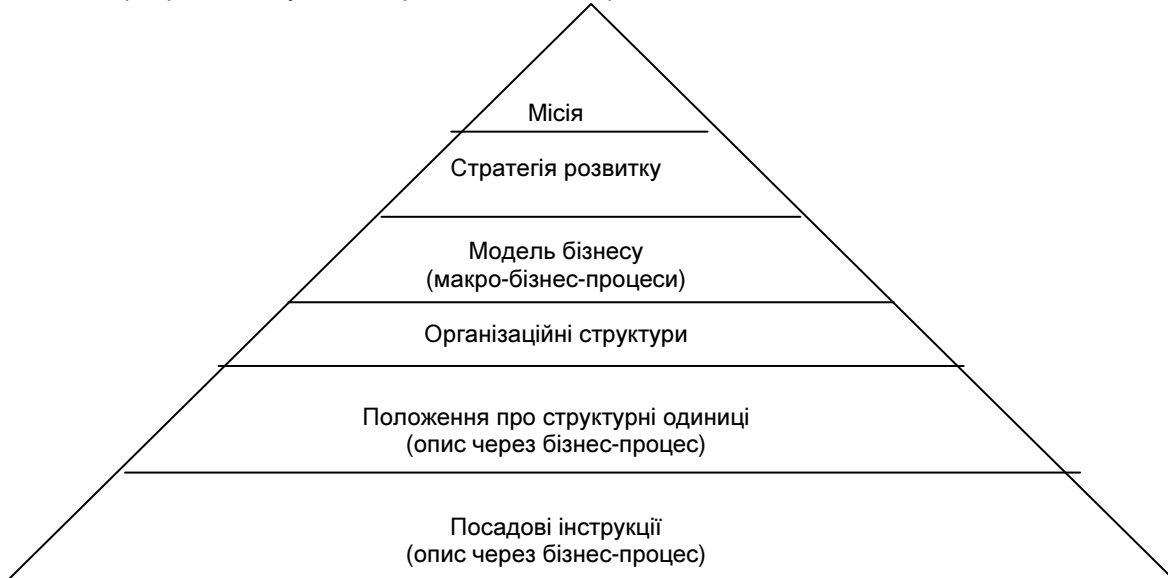 Місія
Стратегія розвитку
Модель бізнесу
(макро-бізнес-процеси)
Організаційні структури
Положення про структурні одиниці
(опис через бізнес-процес)
Посадові інструкції
(опис через бізнес-процес)